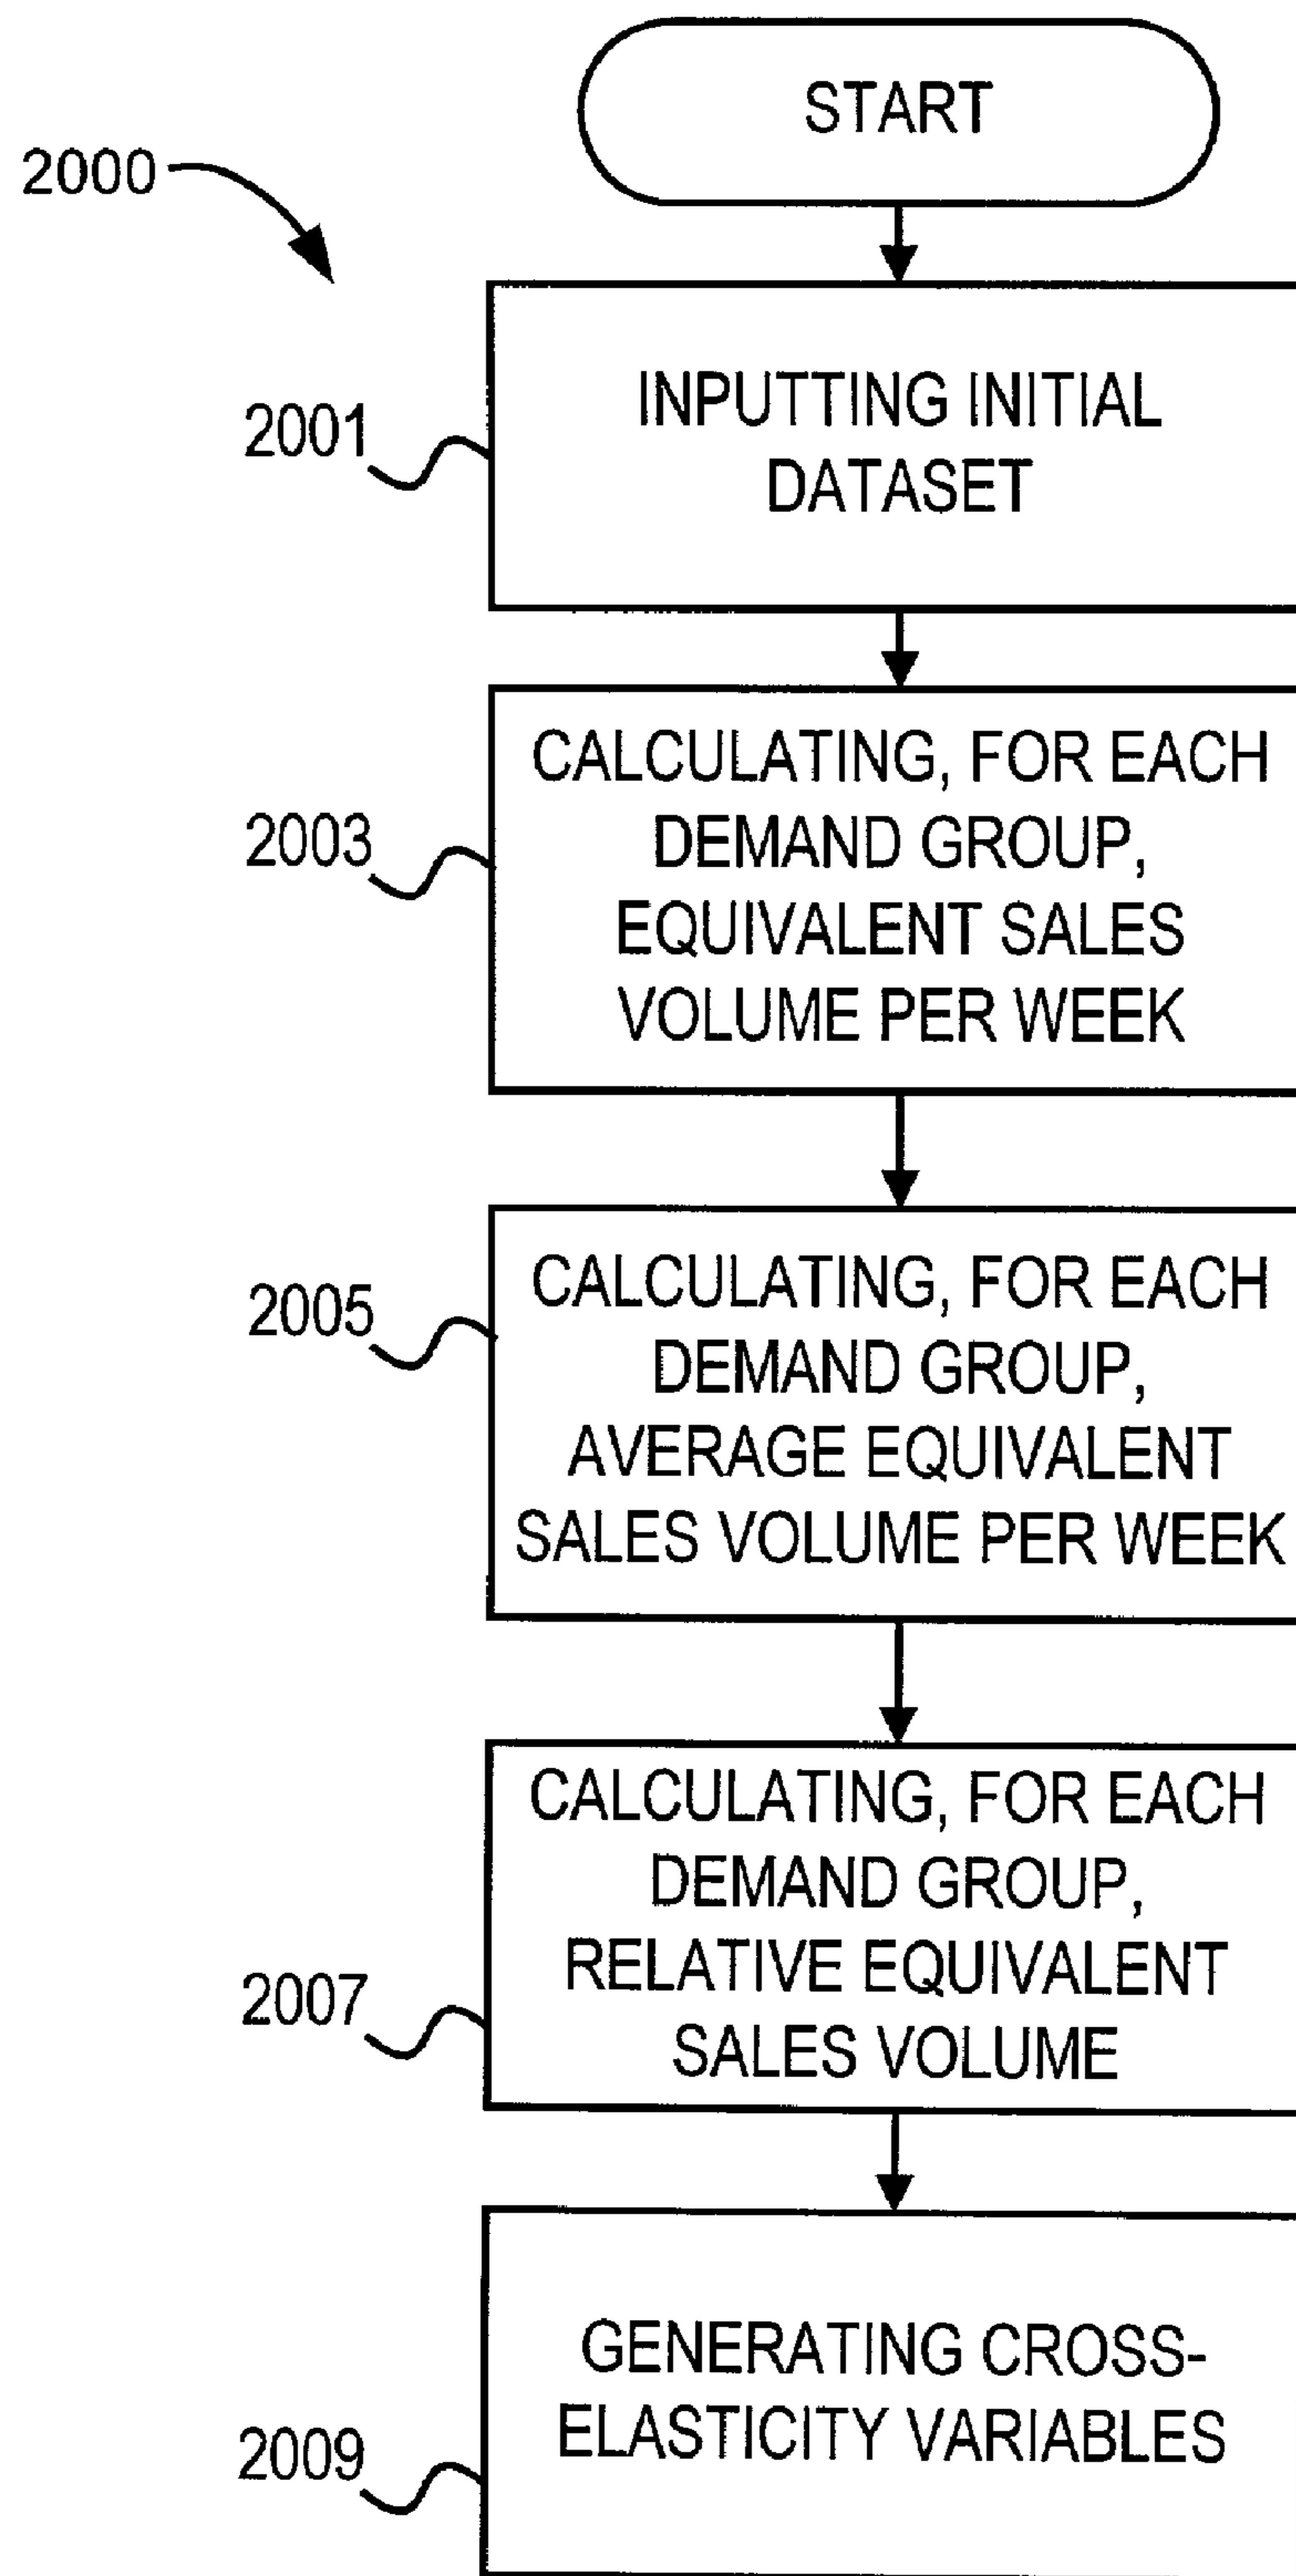 START
2000
INPUTTING INITIAL
DATASET
2001
CALCULATING, FOR EACH
DEMAND GROUP,
EQUIVALENT SALES
VOLUME PER WEEK
2003
CALCULATING, FOR EACH
DEMAND GROUP,
AVERAGE EQUIVALENT
SALES VOLUME PER WEEK
2005
CALCULATING, FOR EACH
DEMAND GROUP,
RELATIVE EQUIVALENT
SALES VOLUME
2007
GENERATING CROSS-
ELASTICITY VARIABLES
2009